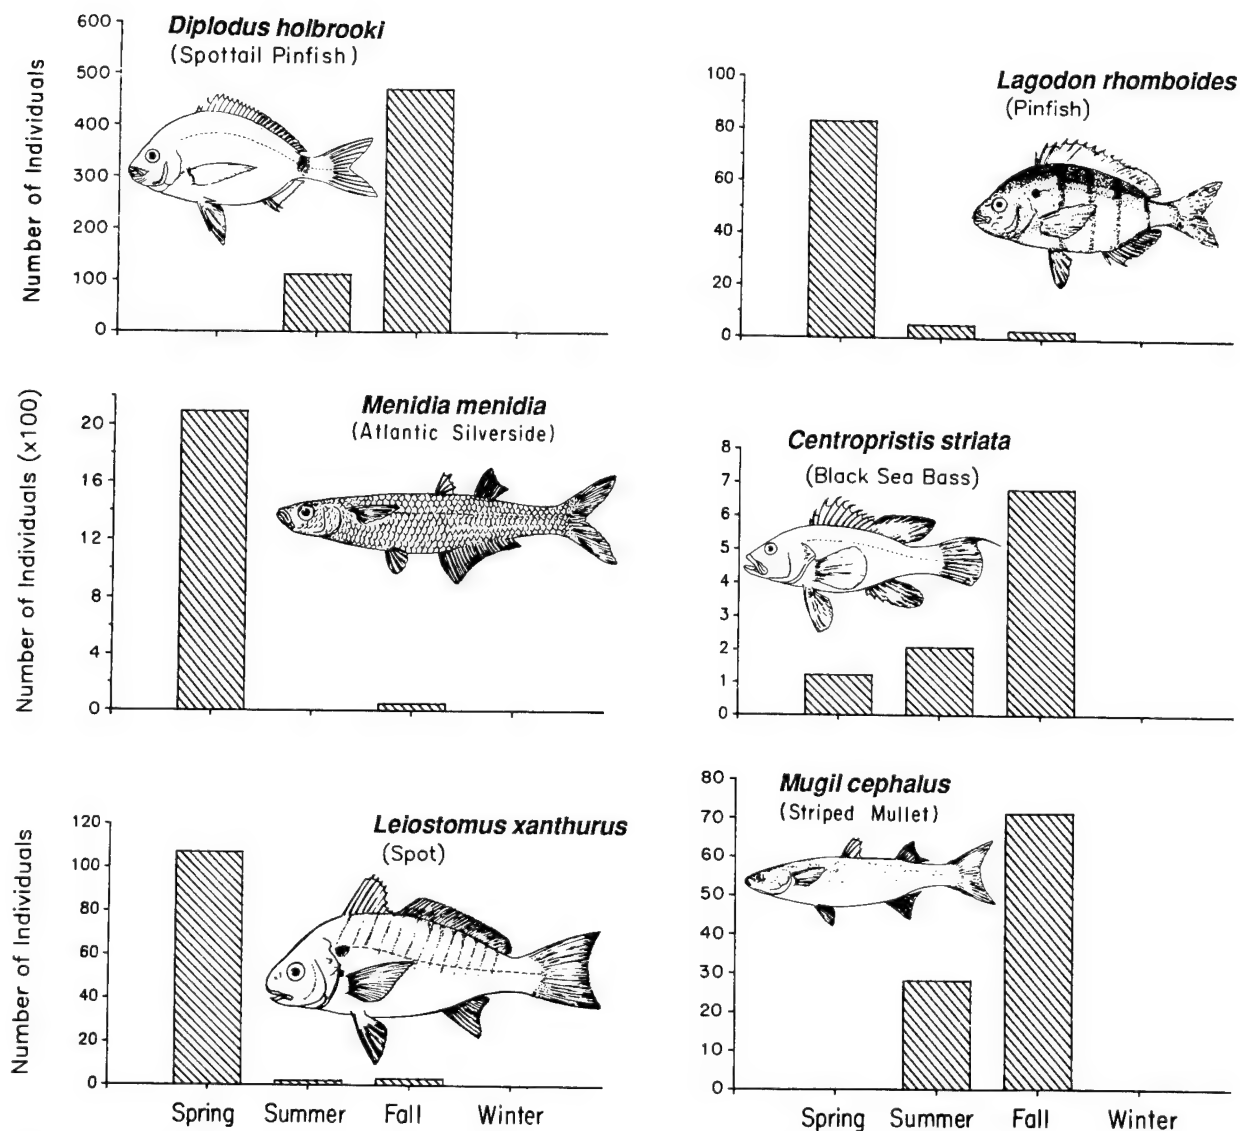 Diplodus holbrooki
(Spottail Pinfish)
600
500
400
300
200
100
0
Number of Individuals
Lagodon rhomboides
(Pinfish)
100
80
60
40
20
0
Menidia menidia
(Atlantic Silverside)
20
16
12
8
4
0
Number of Individuals (x100)
Centropristis striata
(Black Sea Bass)
8
7
6
5
4
3
2
1
0
Leiostomus xanthurus
(Spot)
120
100
80
60
40
20
0
Number of Individuals
Spring Summer Fall Winter
Mugil cephalus
(Striped Mullet)
80
70
60
50
40
30
20
10
0
Spring Summer Fall Winter